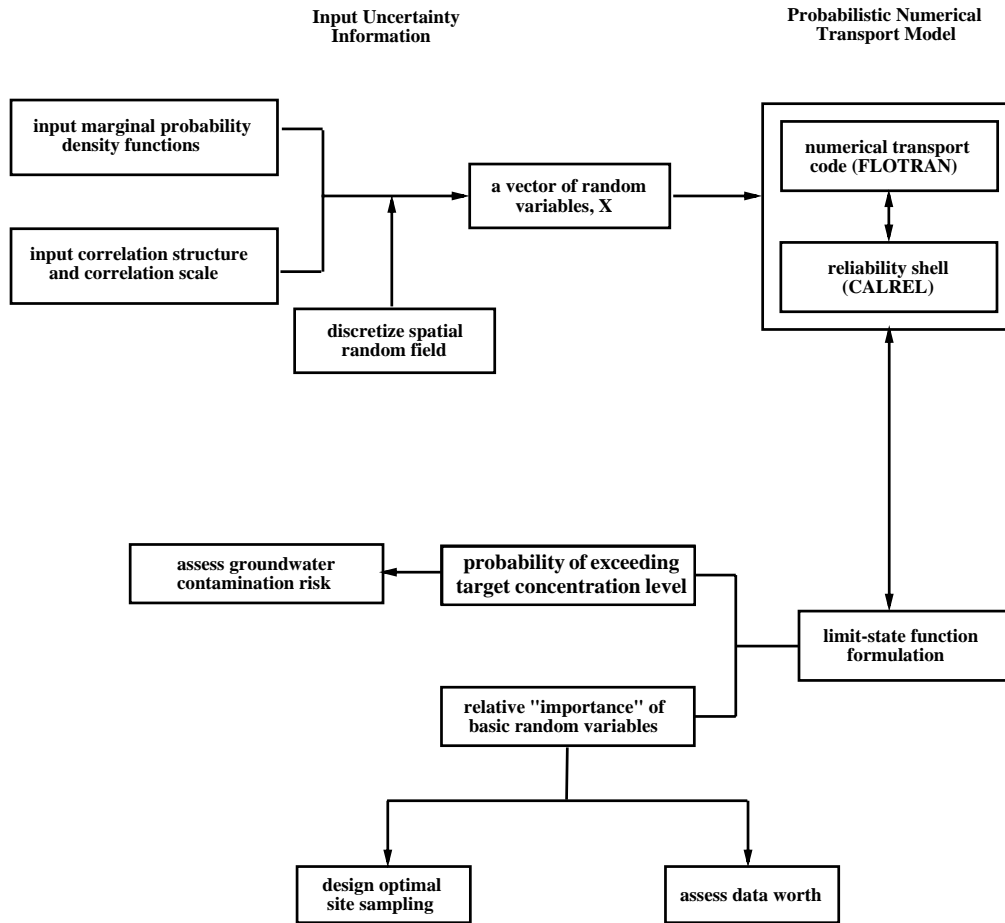 Input Uncertainty
Information
Probabilistic Numerical
Transport Model
input marginal probability
density functions
numerical transport
code (FLOTRAN)
a vector of random
variables, X
input correlation structure
and correlation scale
reliability shell
(CALREL)
discretize spatial
random field
assess groundwater
contamination risk
probability of exceeding
target concentration level
limit-state function
formulation
relative "importance" of
basic random variables
design optimal
site sampling
assess data worth